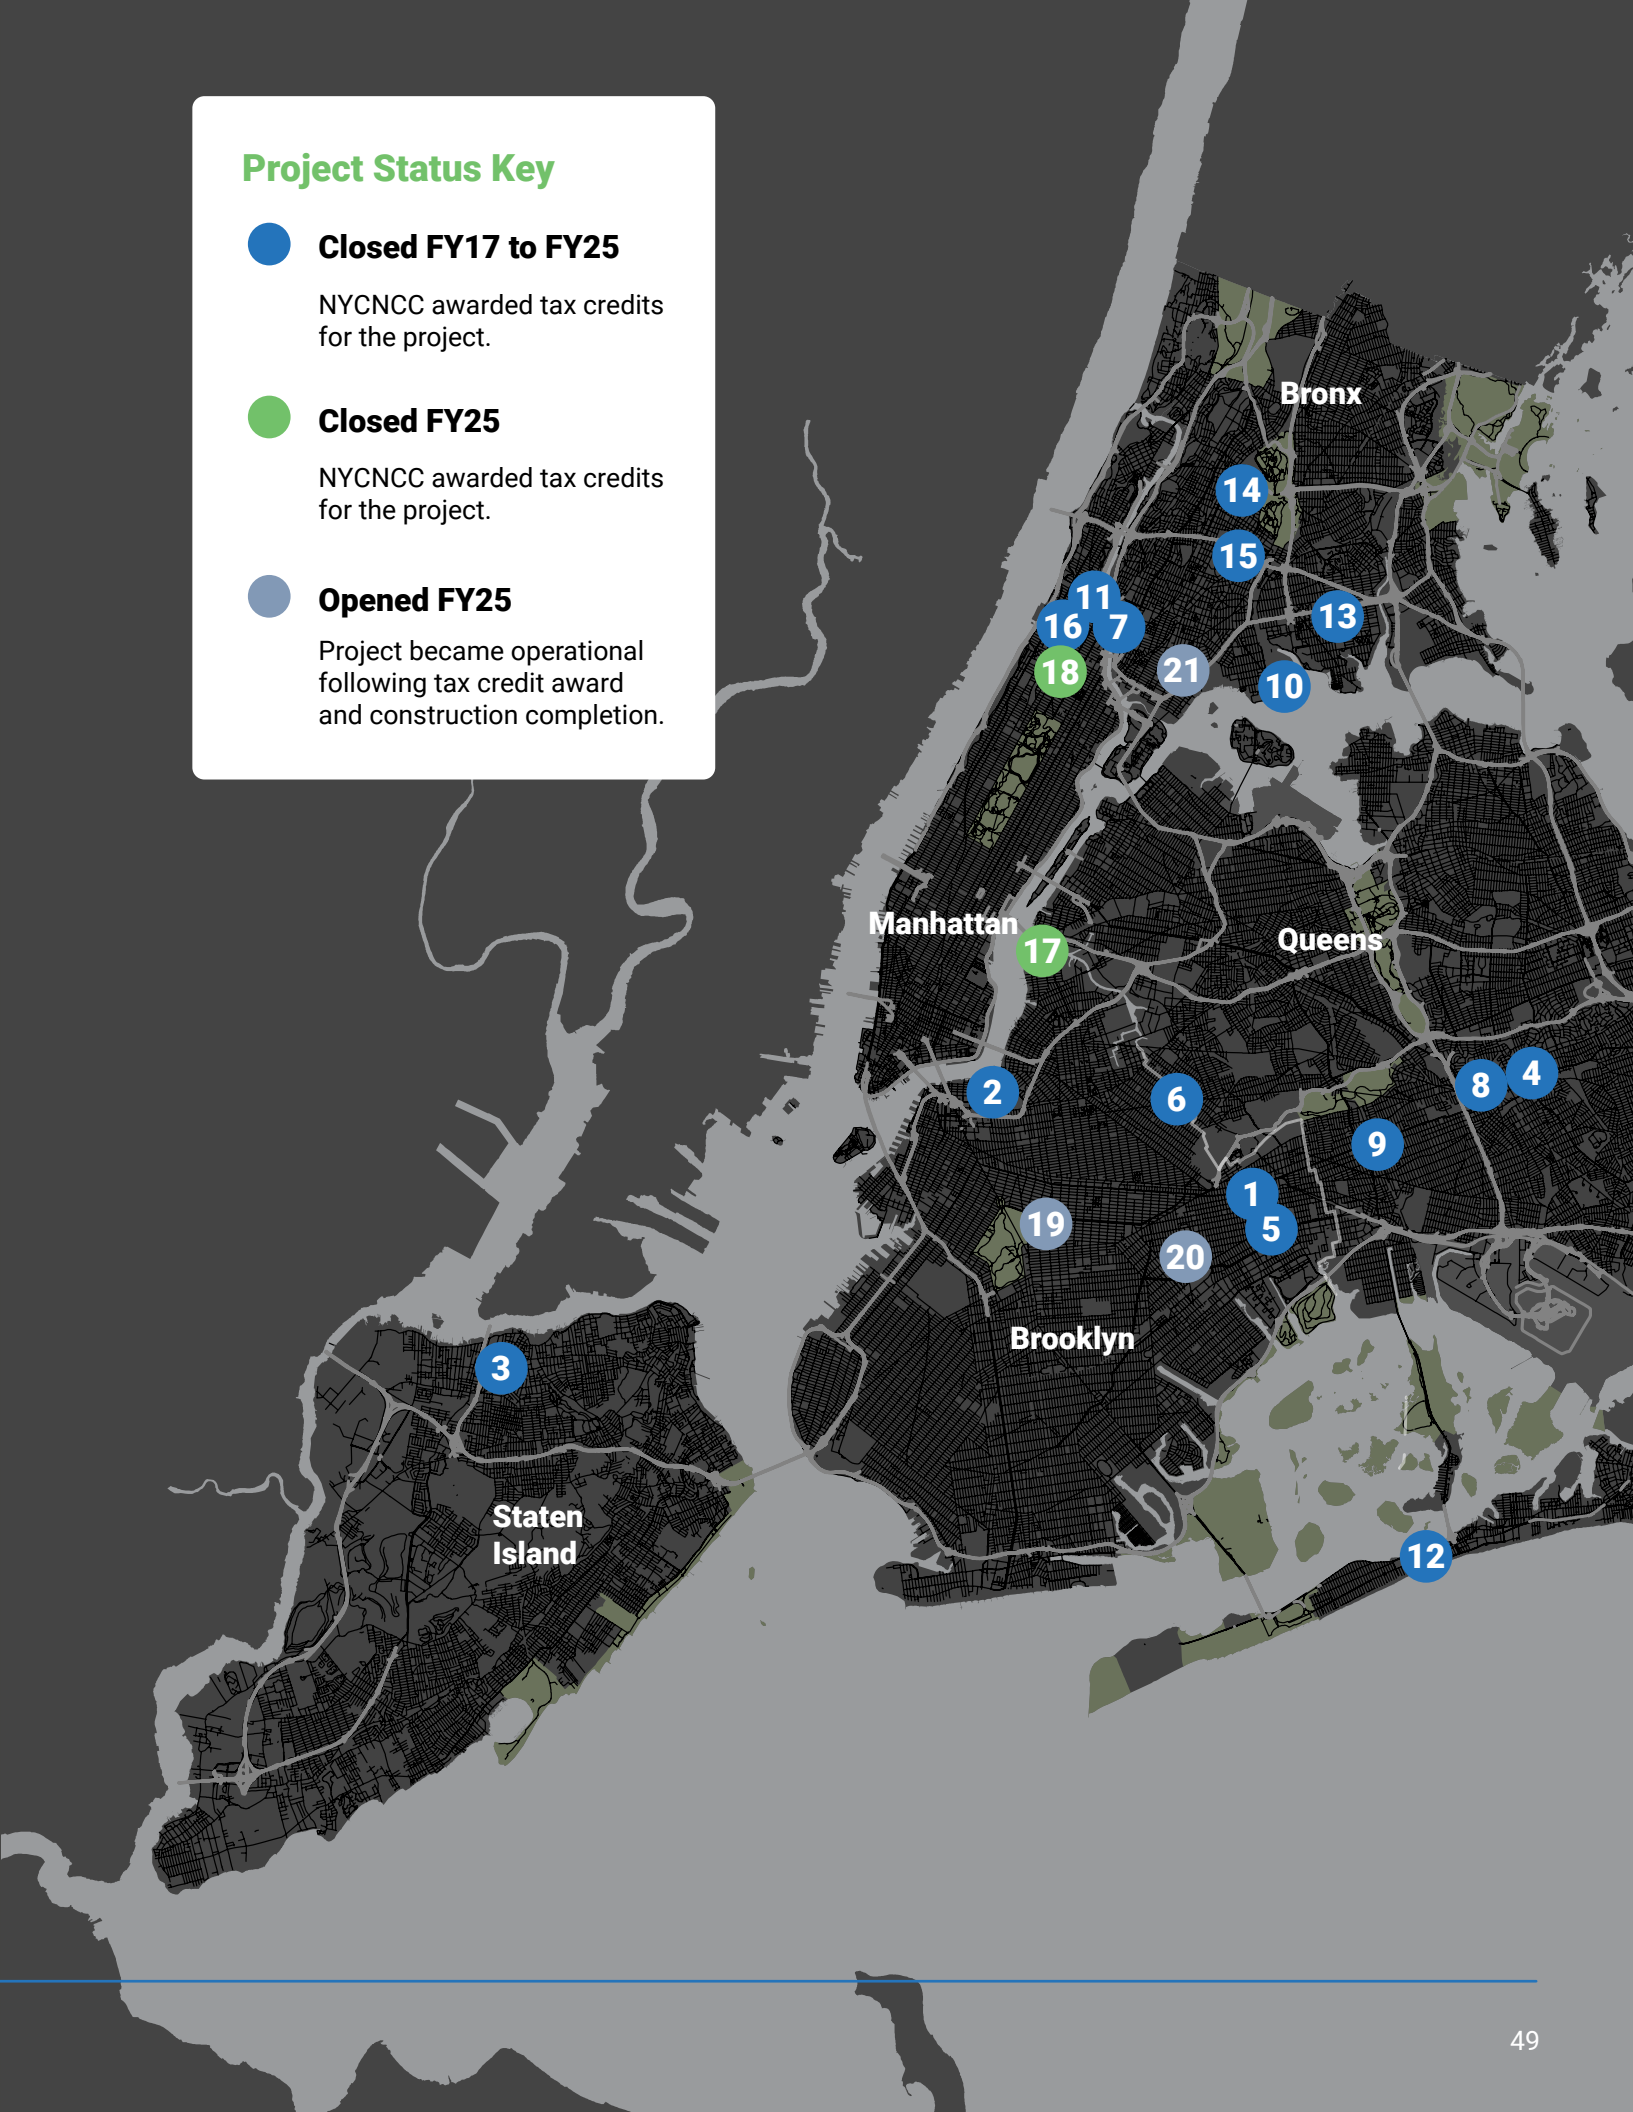 Project Status Key
Closed FY17 to FY25
NYCNCC awarded tax credits
for the project.
Closed FY25
NYCNCC awarded tax credits
for the project.
Opened FY25
Project became operational
following tax credit award
and construction completion.
Bronx
14
15
11
16
7
13
18
21
10
Manhattan
17
Queens
2
6
8
4
9
1
5
19
20
Brooklyn
3
Staten
Island
12
49